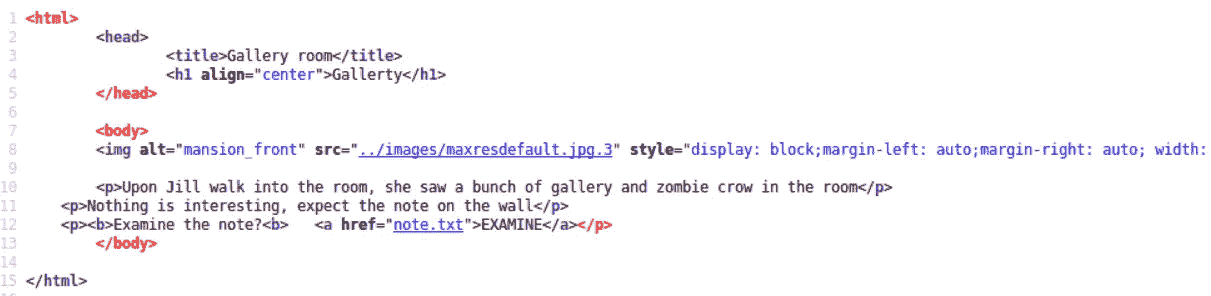 1 <html>
2 <head>
3 <title>Gallery room</title>
4 <h1 align="center">Gallerty</h1>
5 </head>
6
7 <body>
8 <img alt="mansion_front" src="../images/maxresdefault.jpg.3" style="display: block;margin-left: auto;margin-right: auto; width:
9
10 <p>Upon Jill walk into the room, she saw a bunch of gallery and zombie crow in the room</p>
11 <p>Nothing is interesting, expect the note on the wall</p>
12 <p><b>Examine the note?<b> <a href="note.txt">EXAMINE</a></p>
13 </body>
14
15 </html>